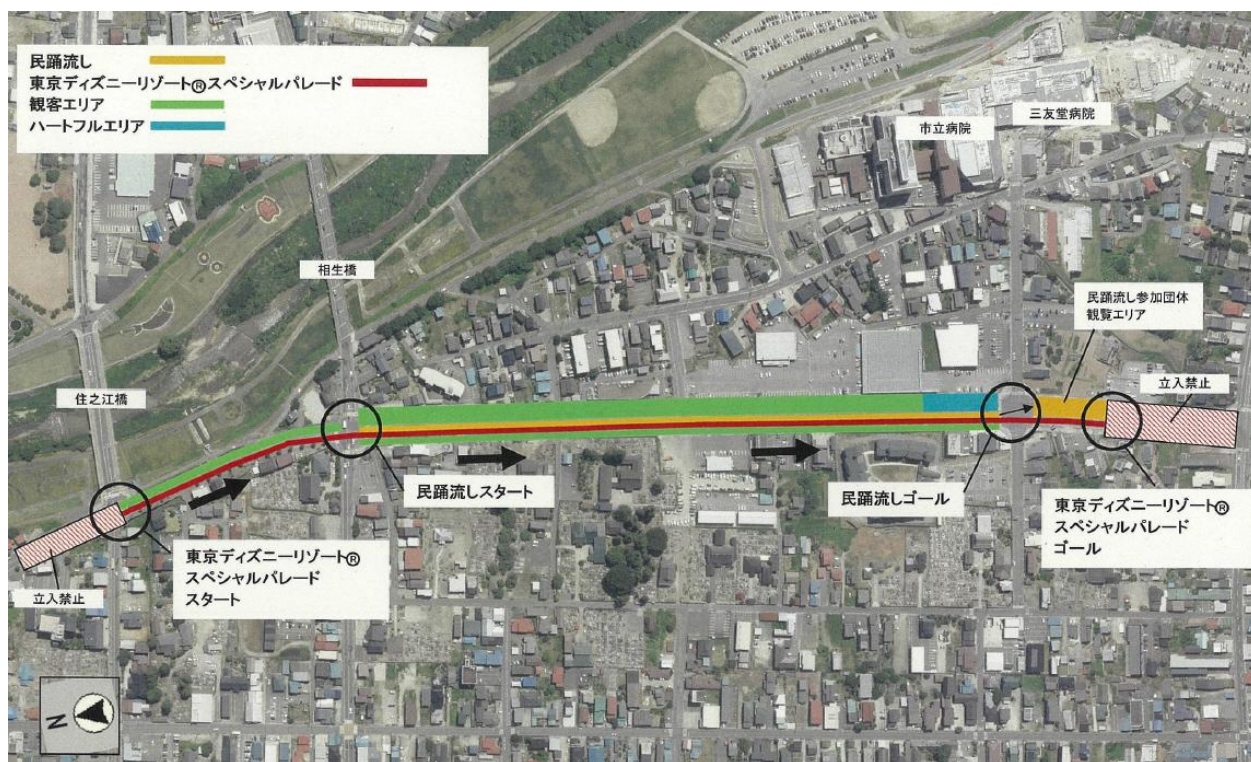 民踊流し
東京ディズニーリゾート®スペシャルパレード
観客エリア
ハートフルエリア
三友堂病院
市立病院
相生橋
民踊流し参加団体
観覧エリア
住之江橋
立入禁止
民踊流しスタート
民踊流しゴール
東京ディズニーリゾート®
スペシャルパレード
ゴール
東京ディズニーリゾート®
スペシャルパレード
スタート
立入禁止
N